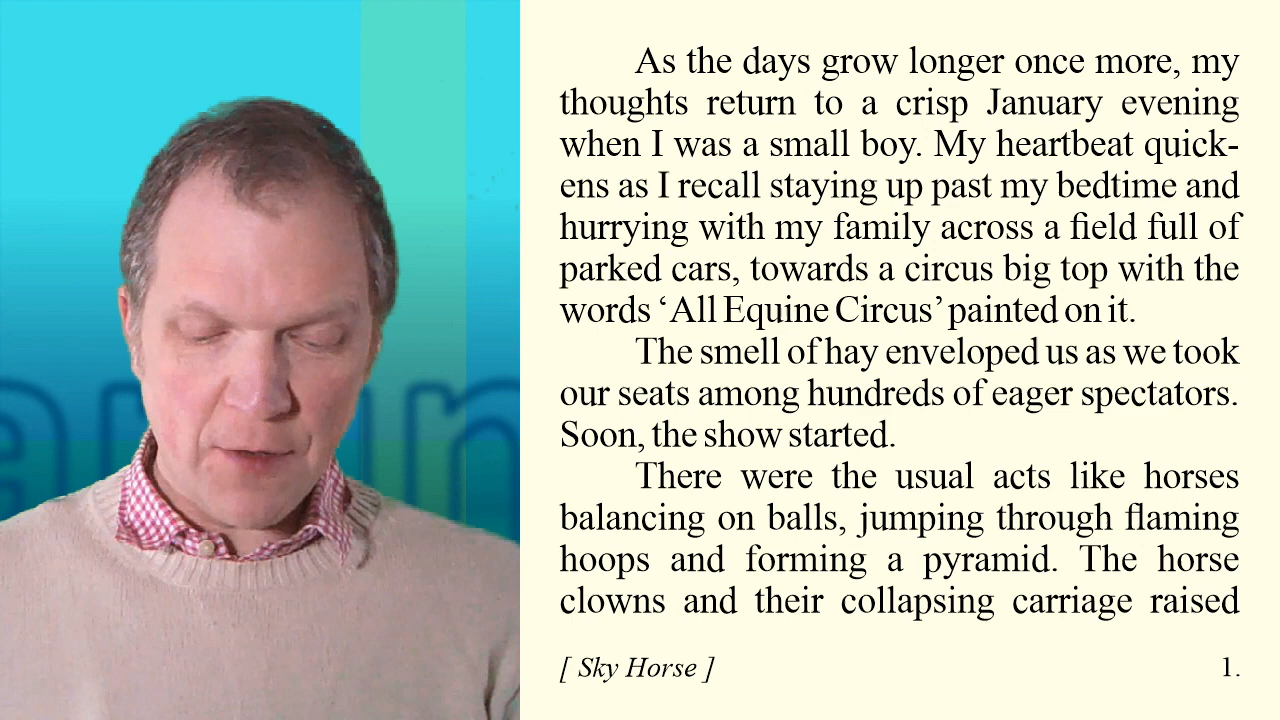 As the days grow longer once more, my
thoughts return to a crisp January evening
when I was a small boy. My heartbeat quick-
ens as I recall staying up past my bedtime and
hurrying with my family across a field full of
parked cars, towards a circus big top with the
words ‘All Equine Circus’ painted on it.
The smell of hay enveloped us as we took
our seats among hundreds of eager spectators.
Soon, the show started.
There were the usual acts like horses
balancing on balls, jumping through flaming
hoops and forming a pyramid. The horse
clowns and their collapsing carriage raised
[ Sky Horse ]
1.